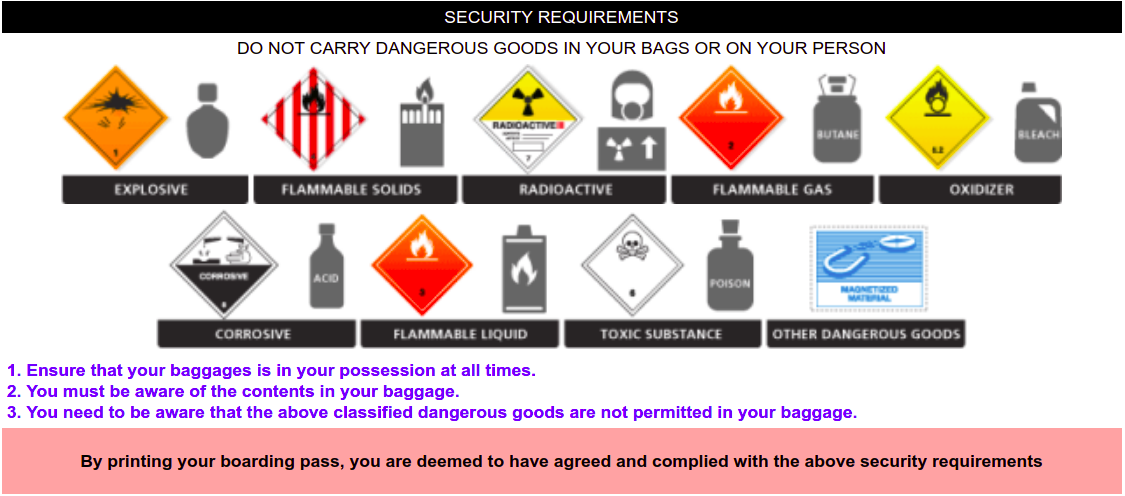 SECURITY REQUIREMENTS
DO NOT CARRY DANGEROUS GOODS IN YOUR BAGS OR ON YOUR PERSON
1
RADIOACTIVE
7
2
BUTANE
5.2
BLEACH
EXPLOSIVE
FLAMMABLE SOLIDS
RADIOACTIVE
FLAMMABLE GAS
OXIDIZER
CORROSIVE
8
ACID
3
6
POISON
MAGNETIZED
MATERIAL
CORROSIVE
FLAMMABLE LIQUID
TOXIC SUBSTANCE
OTHER DANGEROUS GOODS
1. Ensure that your baggages is in your possession at all times.
2. You must be aware of the contents in your baggage.
3. You need to be aware that the above classified dangerous goods are not permitted in your baggage.
By printing your boarding pass, you are deemed to have agreed and complied with the above security requirements